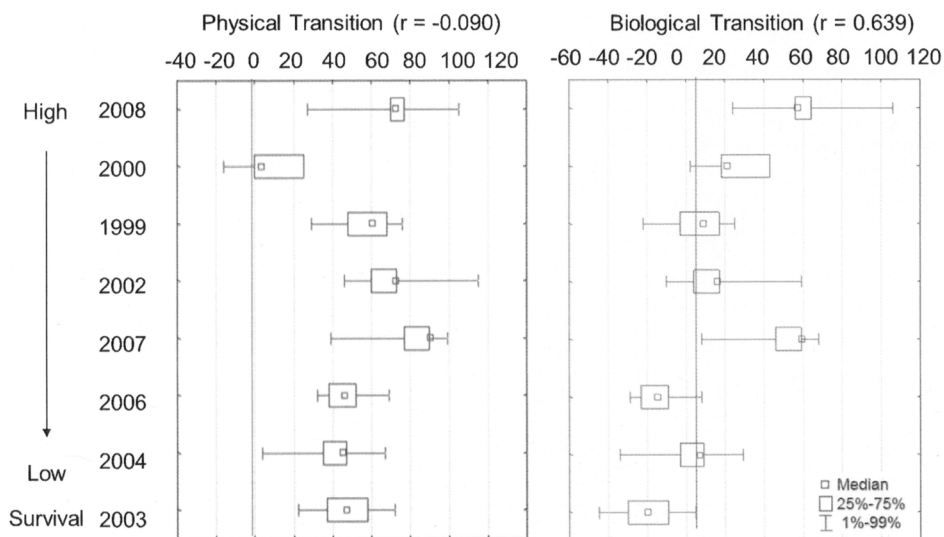 Physical Transition (r = -0.090)
-40 -20 0 20 40 60 80 100 120
Biological Transition (r = 0.639)
-60 -40 -20 0 20 40 60 80 100 120
High
2008
2000
1999
2002
2007
2006
2004
Low
Survival 2003
Median
25%-75%
1%-99%